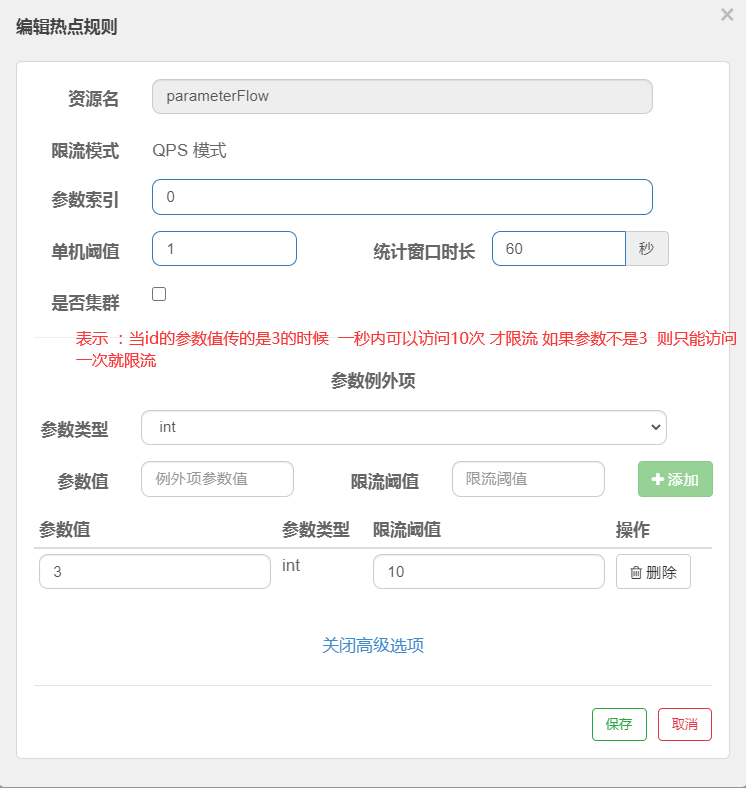 编辑热点规则
×
资源名 parameterFlow
限流模式 QPS 模式
参数索引 0
单机阈值 1 统计窗口时长 60 秒
是否集群
表示 ：当id的参数值传的是3的时候 一秒内可以访问10次 才限流 如果参数不是3 则只能访问
一次就限流
参数例外项
参数类型 int
参数值 例外项参数值 限流阈值 限流阈值 添加
参数值 参数类型 限流阈值 操作
3 int 10 删除
关闭高级选项
保存 取消